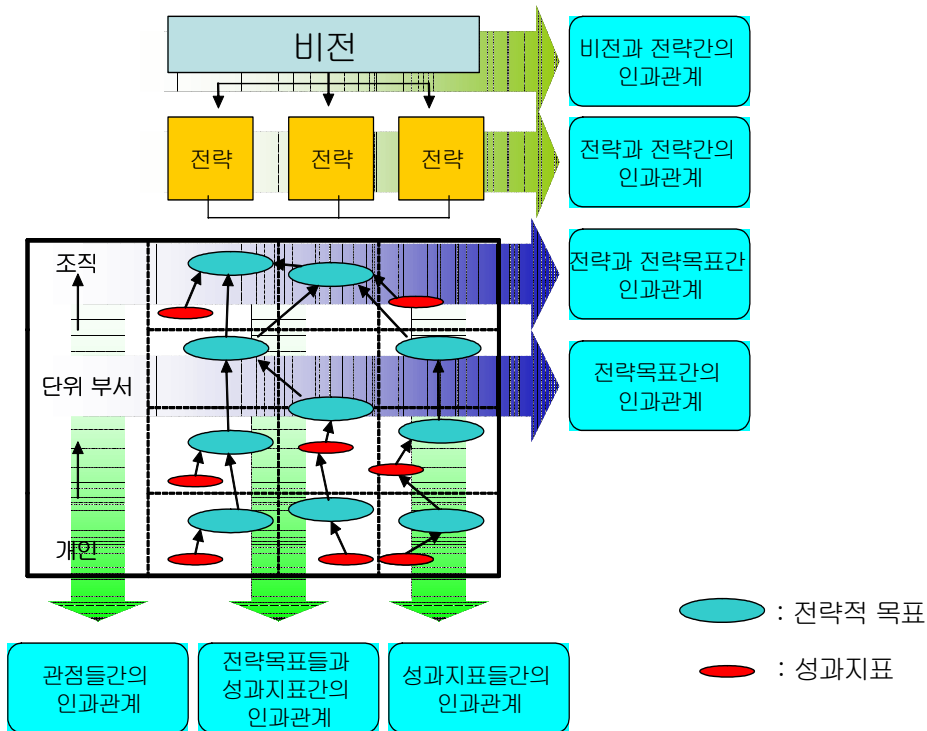 비전
비전과 전략간의
인과관계
전략
전략
전략
전략과 전략간의
인과관계
조직
전략과 전략목표간
인과관계
단위 부서
전략목표간의
인과관계
개인
: 전략적 목표
: 성과지표
관점들간의
인과관계
전략목표들과
성과지표간의
인과관계
성과지표들간의
인과관계